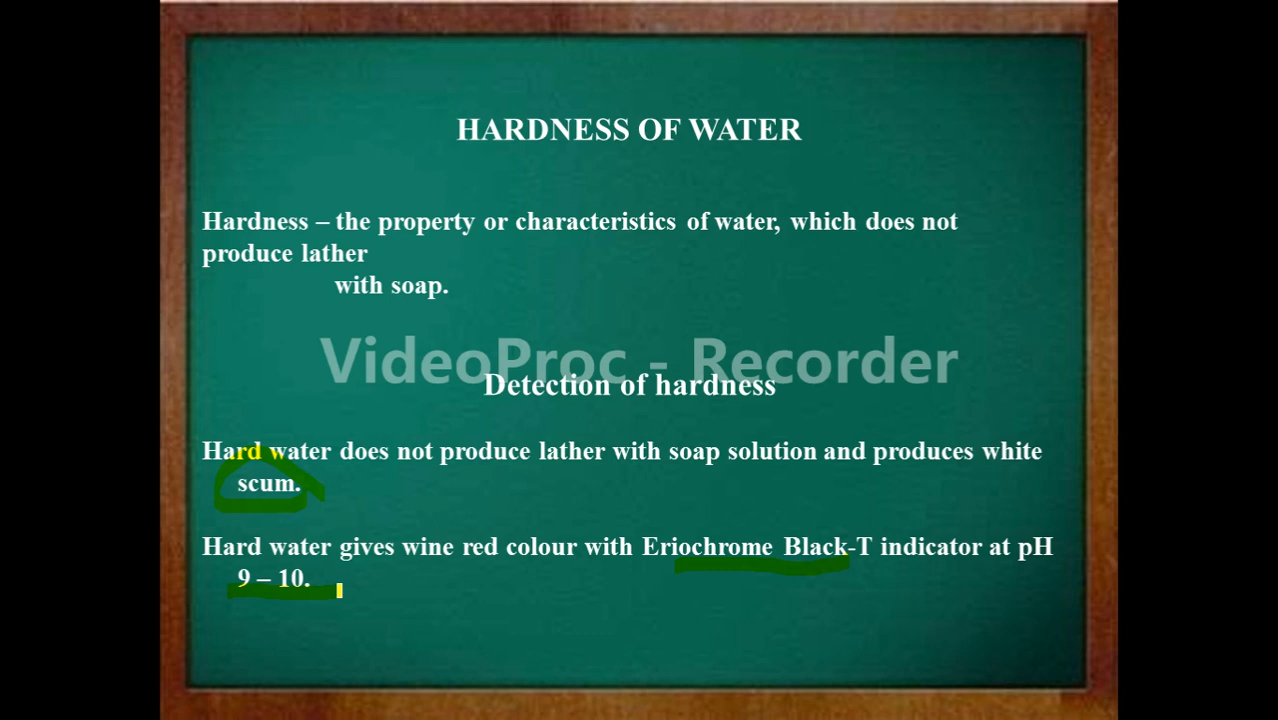 HARDNESS OF WATER
Hardness – the property or characteristics of water, which does not
produce lather
with soap.
VideoProc - Recorder
Detection of hardness
Hard water does not produce lather with soap solution and produces white
scum.
Hard water gives wine red colour with Eriochrome Black-T indicator at pH
9 – 10.